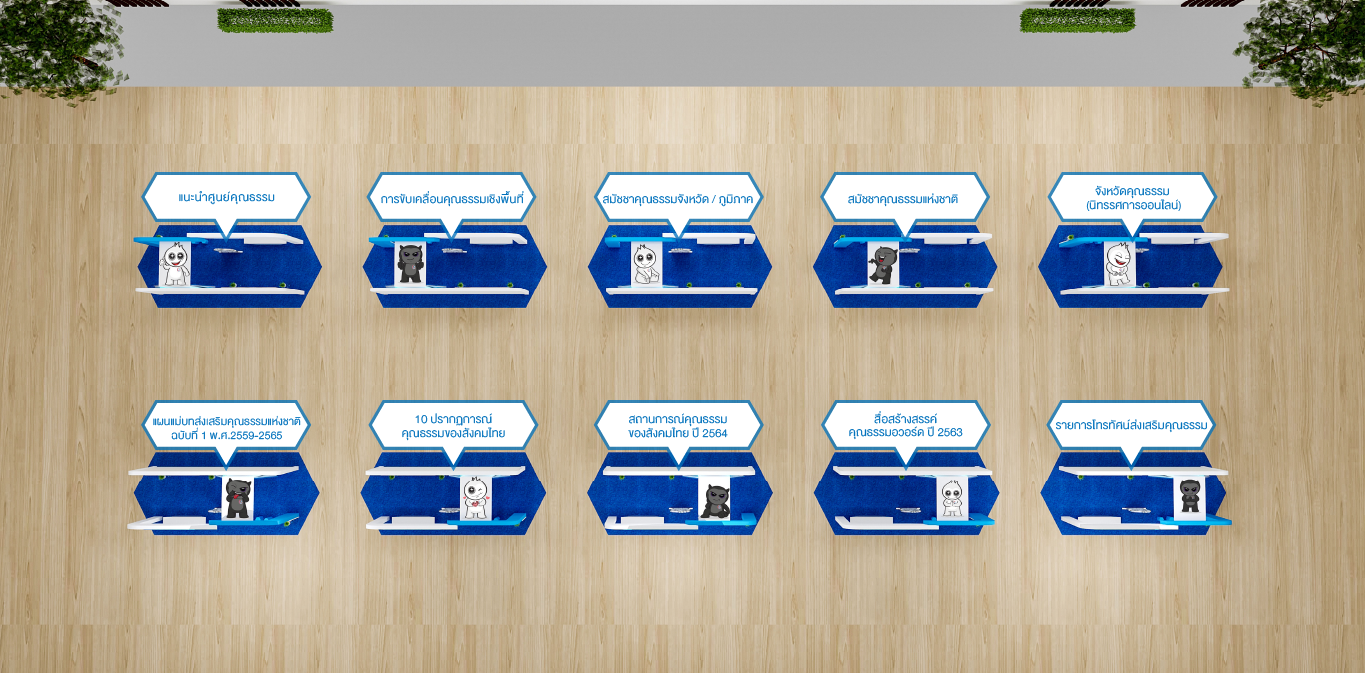 แนะนำศูนย์คุณธรรม
การขับเคลื่อนคุณธรรมเชิงพื้นที่
สมัชชาคุณธรรมจังหวัด / ภูมิภาค
สมัชชาคุณธรรมแห่งชาติ
จังหวัดคุณธรรม
(นิทรรศการออนไลน์)
แผนแม่บทส่งเสริมคุณธรรมแห่งชาติ
ฉบับที่ 1 พ.ศ.2559-2565
10 ปรากฏการณ์
คุณธรรมของสังคมไทย
สถานการณ์คุณธรรม
ของสังคมไทย ปี 2564
สื่อสร้างสรรค์
คุณธรรมอวอร์ด ปี 2563
รายการโทรทัศน์ส่งเสริมคุณธรรม